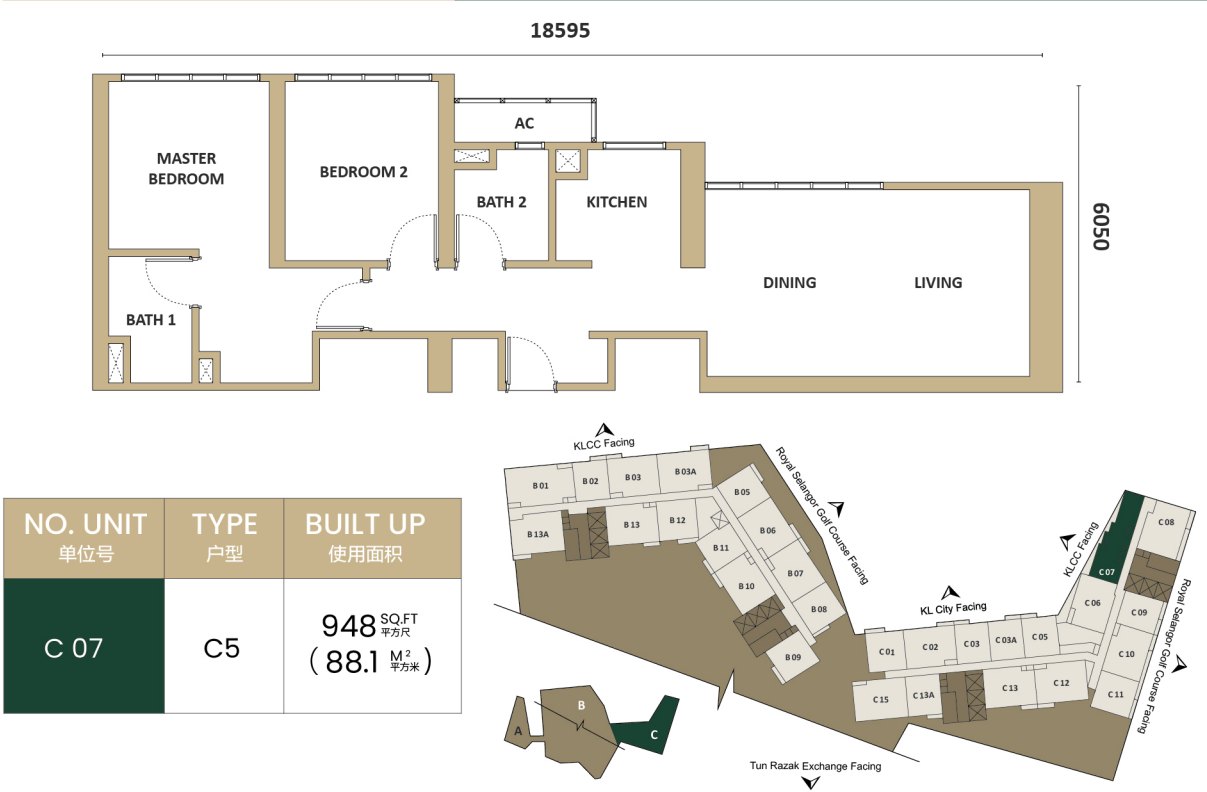 18595
6050
AC
MASTER
BEDROOM
BEDROOM 2
BATH 2
KITCHEN
DINING
LIVING
BATH 1
NO. UNIT
单位号
TYPE
户型
BUILT UP
使用面积
C 07
C5
948 SQ.FT
平方尺
( 88.1 M²
平方米 )
KLCC Facing
B 01
B 02
B 03
B 03A
B 05
B 06
B 07
B 08
B 09
B 10
B 11
B 12
B 13
B 13A
Royal Selangor Golf Course Facing
KL City Facing
KLCC Facing
C 01
C 02
C 03
C 03A
C 05
C 06
C 07
C 08
C 09
C 10
C 11
C 12
C 13
C 13A
C 15
Royal Selangor Golf Course Facing
A
B
C
Tun Razak Exchange Facing